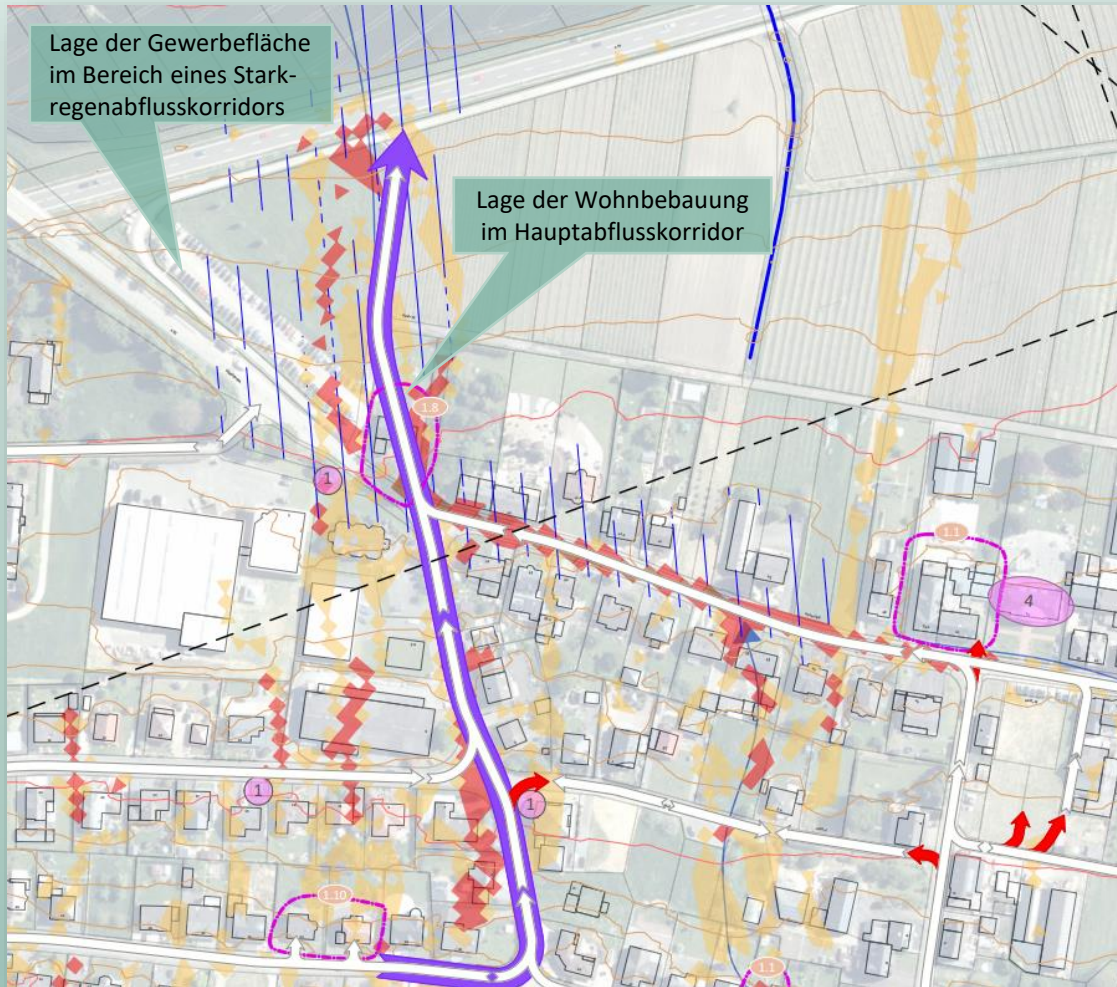 Lage der Gewerbefläche
im Bereich eines Stark-
regenabflusskorridors
Lage der Wohnbebauung
im Hauptabflusskorridor
1.8
1
1.1
4
1
1
1.10
1.1